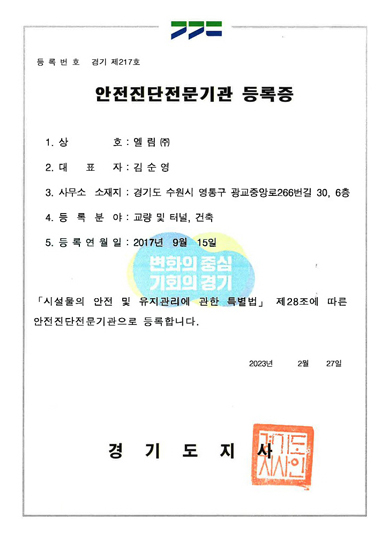 등 록 번 호 경기 제217호
안전진단전문기관 등록증
1. 상 호 : 엘림 ㈜
2. 대 표 자 : 김 순 영
3. 사무소 소재지 : 경기도 수원시 영통구 광교중앙로266번길 30, 6층
4. 등 록 분 야 : 교량 및 터널, 건축
5. 등 록 연 월 일 : 2017년 9월 15일
변화의 중심
기회의 경기
「시설물의 안전 및 유지관리에 관한 특별법」 제28조에 따른
안전진단전문기관으로 등록합니다.
2023년 2월 27일
경 기 도 지 사
경기도
지사인